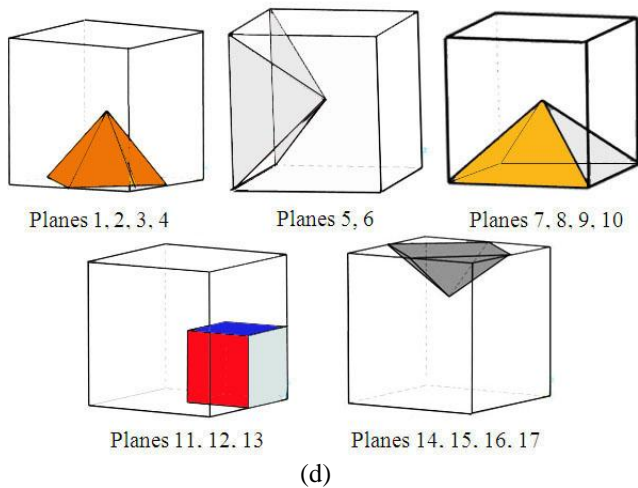 Planes 1, 2, 3, 4
Planes 5, 6
Planes 7, 8, 9, 10
Planes 11, 12, 13
Planes 14, 15, 16, 17
(d)